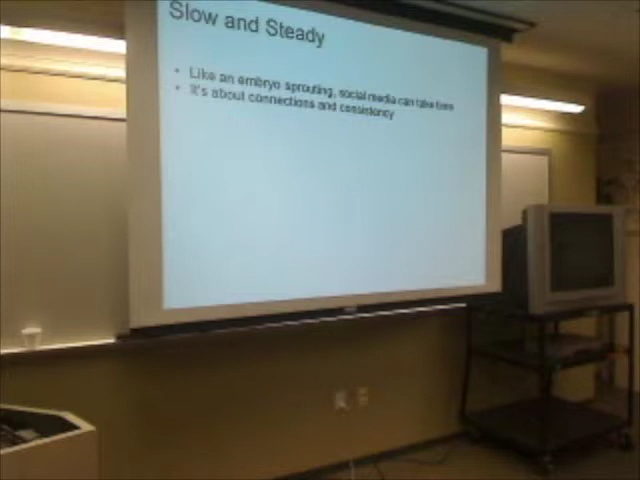 Slow and Steady
• Like an embryo sprouting, social media can take time
• It's about connections and consistency